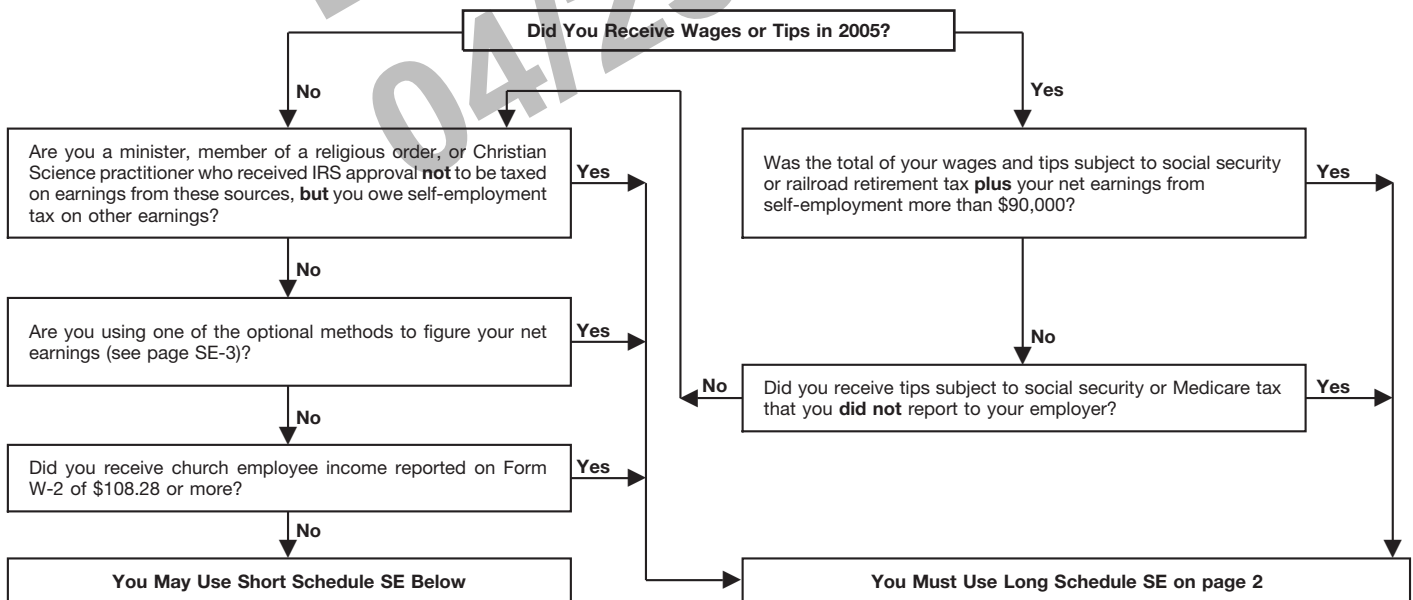 04/25
Did You Receive Wages or Tips in 2005?
No
Yes
Are you a minister, member of a religious order, or Christian
Science practitioner who received IRS approval not to be taxed
on earnings from these sources, but you owe self-employment
tax on other earnings?
Yes
Was the total of your wages and tips subject to social security
or railroad retirement tax plus your net earnings from
self-employment more than $90,000?
Yes
No
Are you using one of the optional methods to figure your net
earnings (see page SE-3)?
Yes
No
No
Did you receive tips subject to social security or Medicare tax
that you did not report to your employer?
Yes
No
Did you receive church employee income reported on Form
W-2 of $108.28 or more?
Yes
No
You May Use Short Schedule SE Below
You Must Use Long Schedule SE on page 2